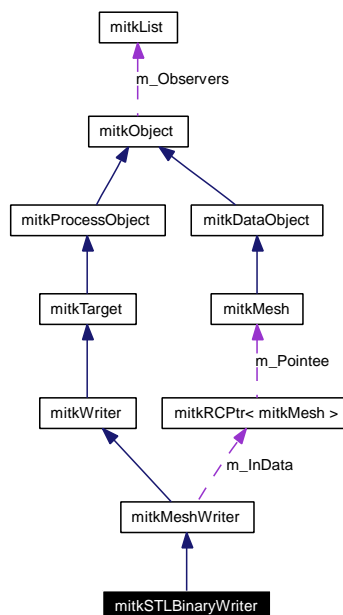 mitkList
m_Observers
mitkObject
mitkProcessObject mitkDataObject
mitkTarget mitkMesh
m_Pointee
mitkWriter mitkRCPtr< mitkMesh >
m_InData
mitkMeshWriter
mitkSTLBinaryWriter